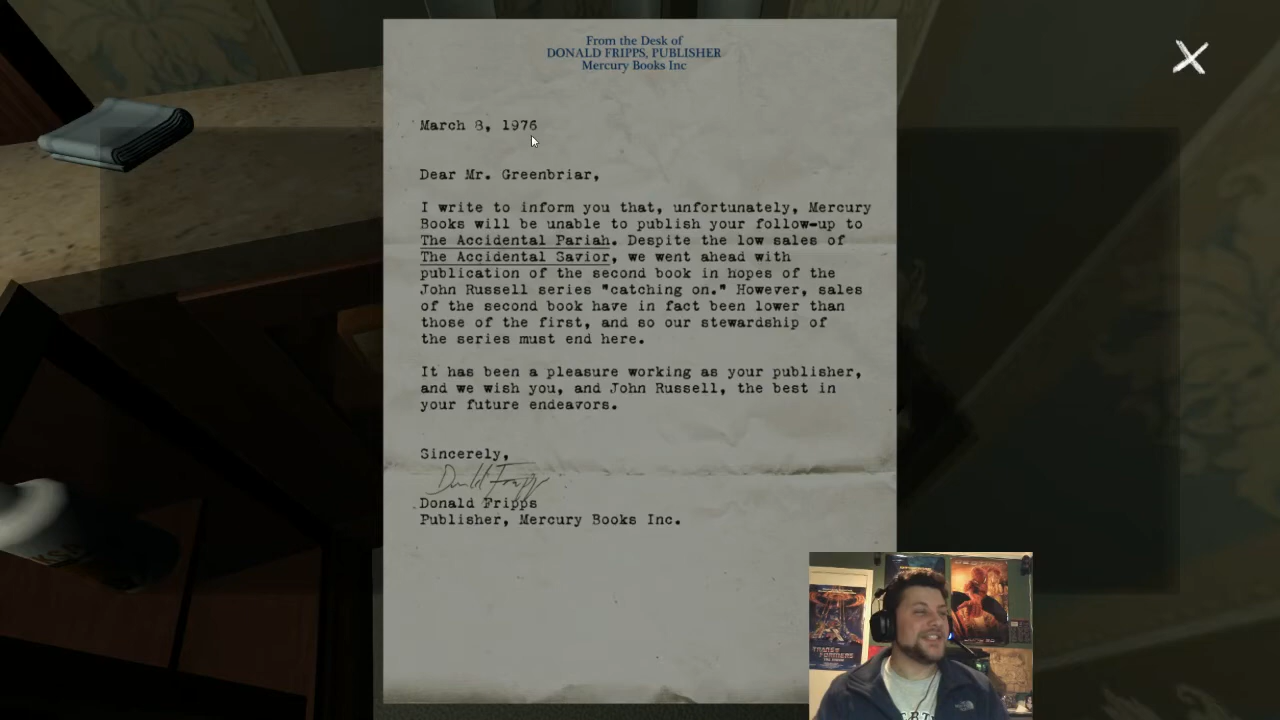 From the Desk of
DONALD FRIPPS, PUBLISHER
Mercury Books Inc
March 8, 1976
Dear Mr. Greenbriar,
I write to inform you that, unfortunately, Mercury
Books will be unable to publish your follow-up to
The Accidental Pariah. Despite the low sales of
The Accidental Savior, we went ahead with
publication of the second book in hopes of the
John Russell series "catching on." However, sales
of the second book have in fact been lower than
those of the first, and so our stewardship of
the series must end here.
It has been a pleasure working as your publisher,
and we wish you, and John Russell, the best in
your future endeavors.
Sincerely,
Donald Fripps
Donald Fripps
Publisher, Mercury Books Inc.
TRANSFORMERS